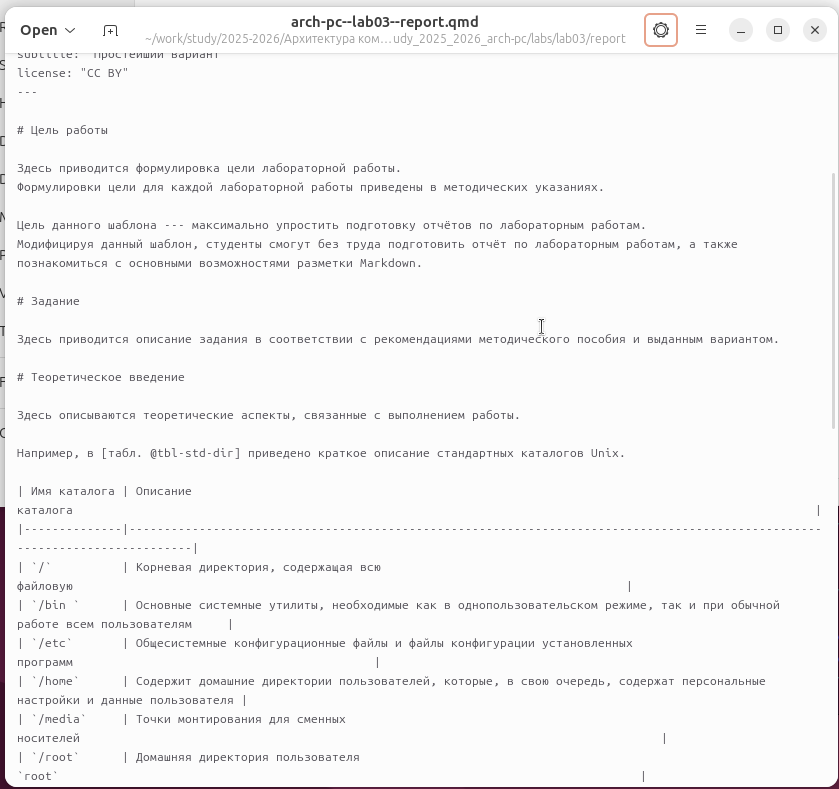 Open
arch-pc--lab03--report.qmd
~/work/study/2025-2026/Архитектура ком…udy_2025_2026_arch-pc/labs/lab03/report
subtitle: "Простейший вариант"
license: "CC BY"
---
# Цель работы
Здесь приводится формулировка цели лабораторной работы.
Формулировки цели для каждой лабораторной работы приведены в методических указаниях.
Цель данного шаблона --- максимально упростить подготовку отчётов по лабораторным работам.
Модифицируя данный шаблон, студенты смогут без труда подготовить отчёт по лабораторным работам, а также
познакомиться с основными возможностями разметки Markdown.
# Задание
Здесь приводится описание задания в соответствии с рекомендациями методического пособия и выданным вариантом.
# Теоретическое введение
Здесь описываются теоретические аспекты, связанные с выполнением работы.
Например, в [табл. @tbl-std-dir] приведено краткое описание стандартных каталогов Unix.
| Имя каталога | Описание
каталога |
|--------------|---------------------------------------------------------------------------------------------------
-------------------------|
| `/` | Корневая директория, содержащая всю
файловую |
| `/bin ` | Основные системные утилиты, необходимые как в однопользовательском режиме, так и при обычной
работе всем пользователям |
| `/etc` | Общесистемные конфигурационные файлы и файлы конфигурации установленных
программ |
| `/home` | Содержит домашние директории пользователей, которые, в свою очередь, содержат персональные
настройки и данные пользователя |
| `/media` | Точки монтирования для сменных
носителей |
| `/root` | Домашняя директория пользователя
`root` |